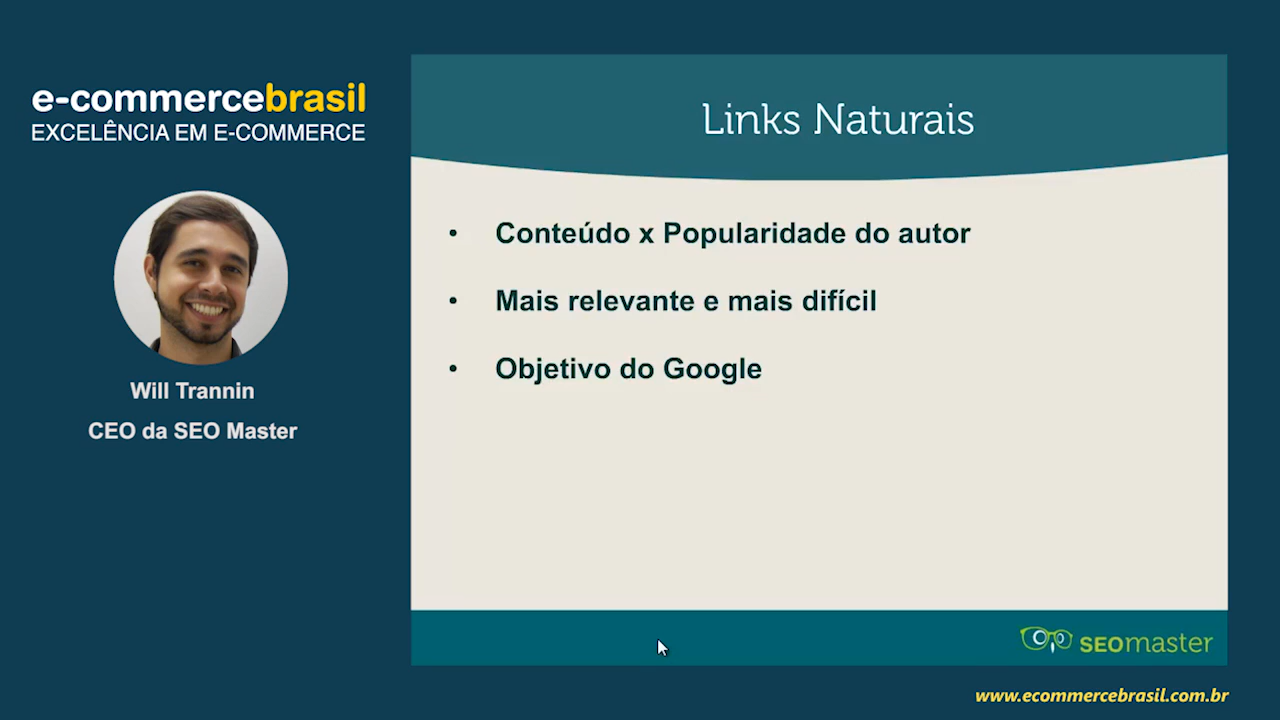 e-commercebrasil
EXCELÊNCIA EM E-COMMERCE
Will Trannin
CEO da SEO Master
Links Naturais
• Conteúdo x Popularidade do autor
• Mais relevante e mais difícil
• Objetivo do Google
SEOmaster
www.ecommercebrasil.com.br